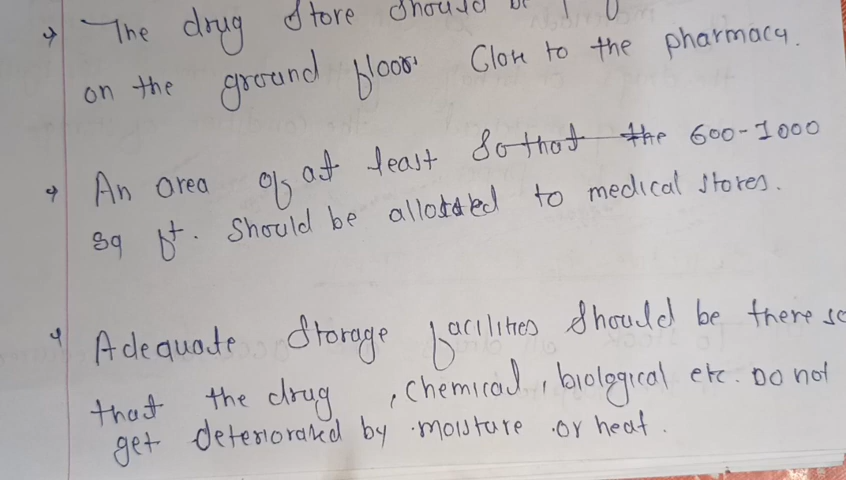 → The drug store should be
on the ground floor Close to the pharmacy.
→ An area of at least So that the 600-1000
sq ft. Should be allotted to medical stores.
→ Adequate Storage facilities should be there so
that the drug , chemical, biological etc. Do not
get deteriorated by moisture or heat.